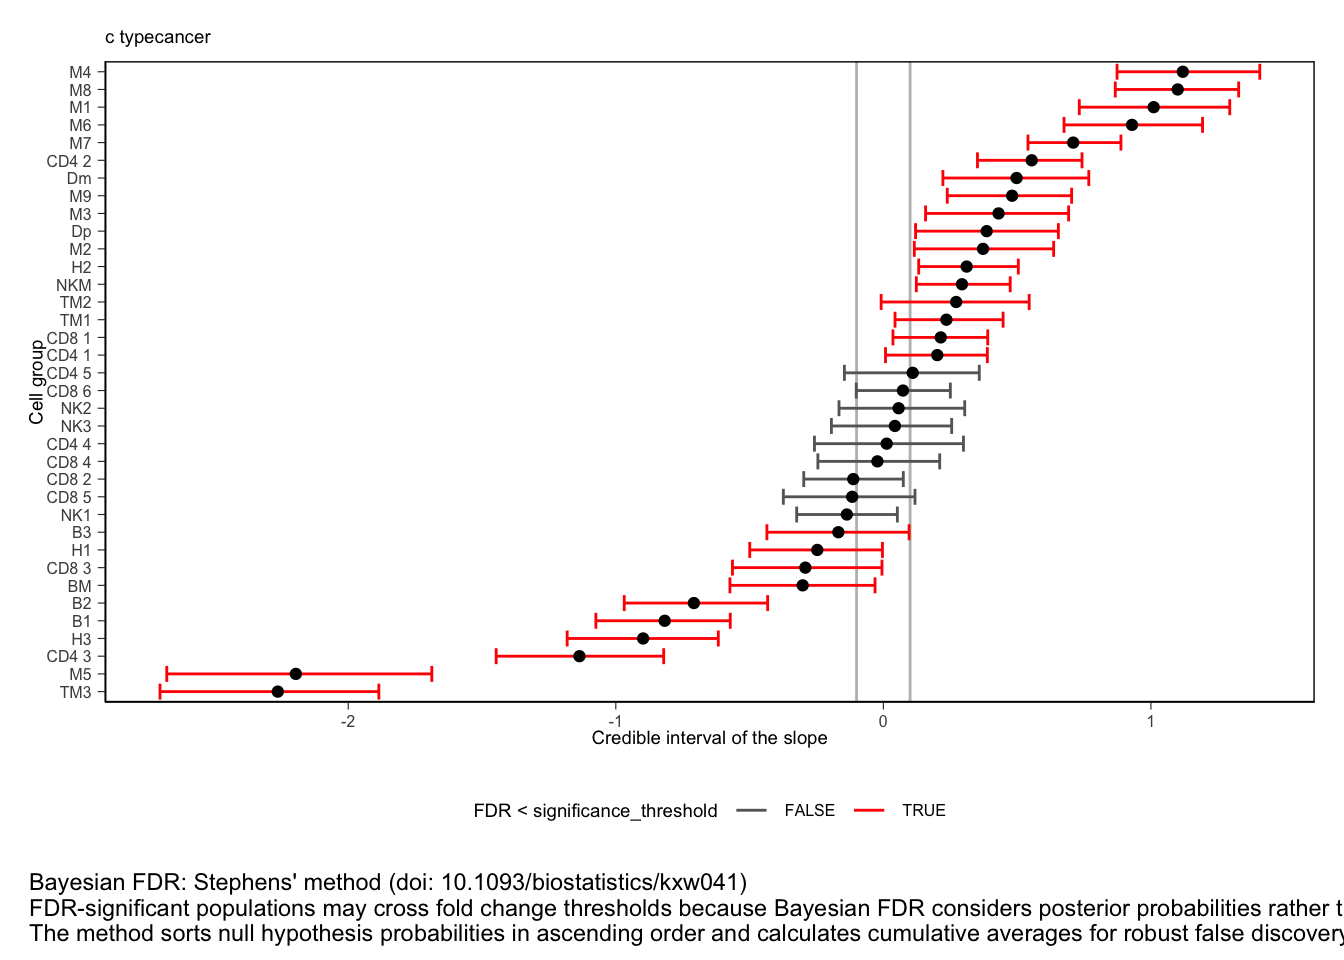 c typecancer
M4
M8
M1
M6
M7
CD4 2
Dm
M9
M3
Dp
M2
H2
NKM
TM2
TM1
CD8 1
CD4 1
CD4 5
CD8 6
NK2
NK3
CD4 4
CD8 4
CD8 2
CD8 5
NK1
B3
H1
CD8 3
BM
B2
B1
H3
CD4 3
M5
TM3
Cell group
-2 -1 0 1
Credible interval of the slope
FDR < significance_threshold FALSE TRUE
Bayesian FDR: Stephens' method (doi: 10.1093/biostatistics/kxw041)
FDR-significant populations may cross fold change thresholds because Bayesian FDR considers posterior probabilities rather t
The method sorts null hypothesis probabilities in ascending order and calculates cumulative averages for robust false discovery